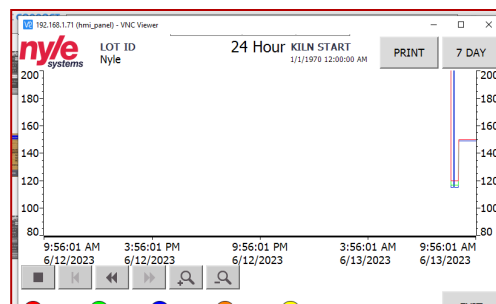 192.168.1.71 (hmi_panel) - VNC Viewer
nyle
systems
LOT ID
Nyle
24 Hour
KILN START
1/1/1970 12:00:00 AM
PRINT
7 DAY
200
180
160
140
120
100
80
200
180
160
140
120
100
80
9:56:01 AM
6/12/2023
3:56:01 PM
6/12/2023
9:56:01 PM
6/12/2023
3:56:01 AM
6/13/2023
9:56:01 AM
6/13/2023